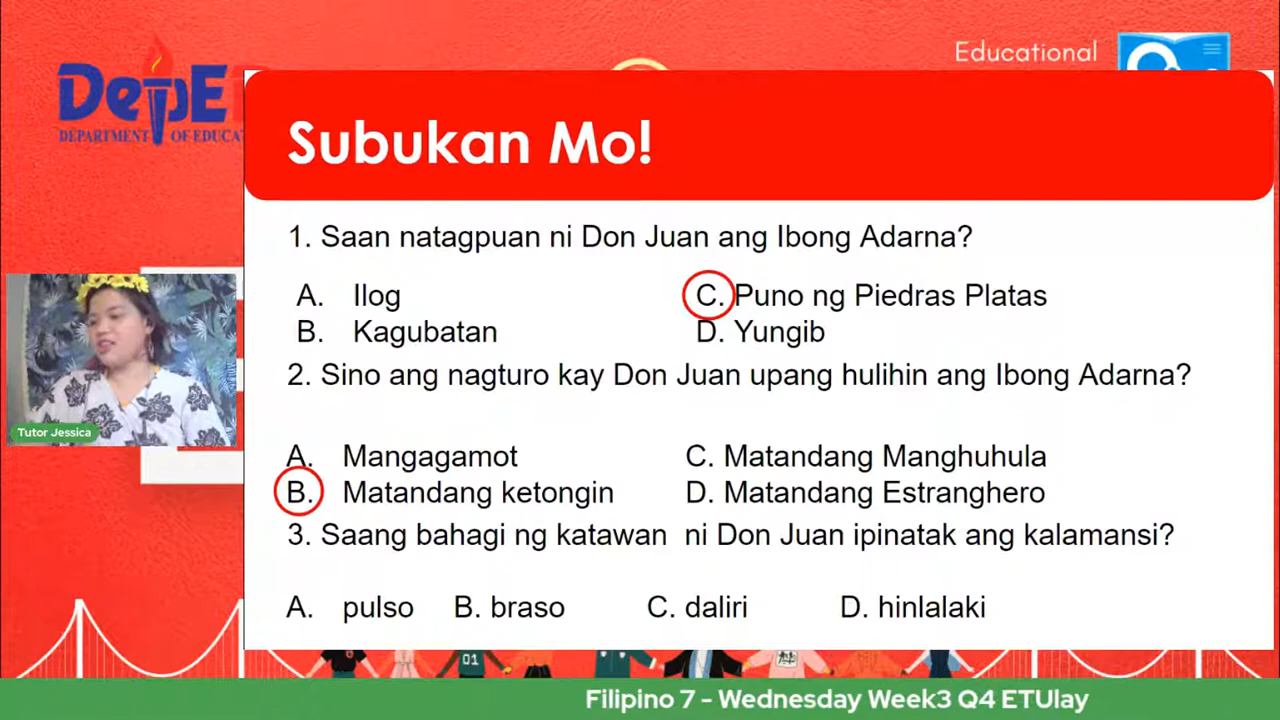 Educational
DepE
DEPARTMENT OF EDUCAT
Subukan Mo!
1. Saan natagpuan ni Don Juan ang Ibong Adarna?
A. Ilog C. Puno ng Piedras Platas
B. Kagubatan D. Yungib
2. Sino ang nagturo kay Don Juan upang hulihin ang Ibong Adarna?
A. Mangagamot C. Matandang Manghuhula
B. Matandang ketongin D. Matandang Estranghero
3. Saang bahagi ng katawan ni Don Juan ipinatak ang kalamansi?
A. pulso B. braso C. daliri D. hinlalaki
Tutor Jessica
01
Filipino 7 - Wednesday Week3 Q4 ETUlay